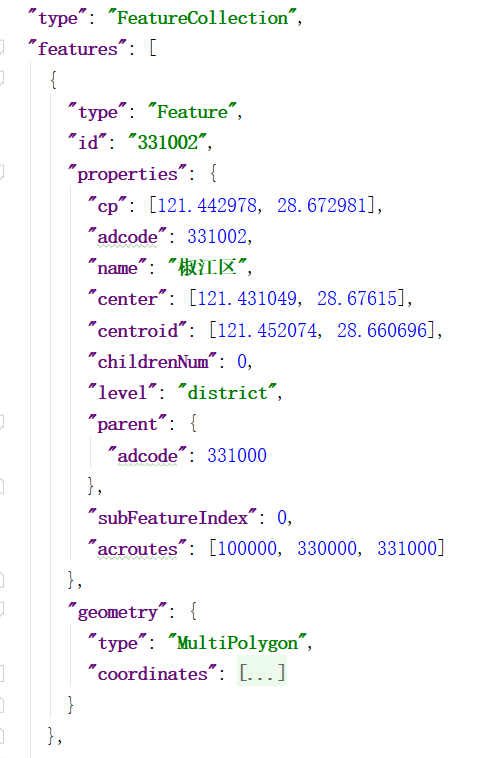 "type": "FeatureCollection",
"features": [
{
"type": "Feature",
"id": "331002",
"properties": {
"cp": [121.442978, 28.672981],
"adcode": 331002,
"name": "椒江区",
"center": [121.431049, 28.67615],
"centroid": [121.452074, 28.660696],
"childrenNum": 0,
"level": "district",
"parent": {
"adcode": 331000
},
"subFeatureIndex": 0,
"acroutes": [100000, 330000, 331000]
},
"geometry": {
"type": "MultiPolygon",
"coordinates": [...]
}
},